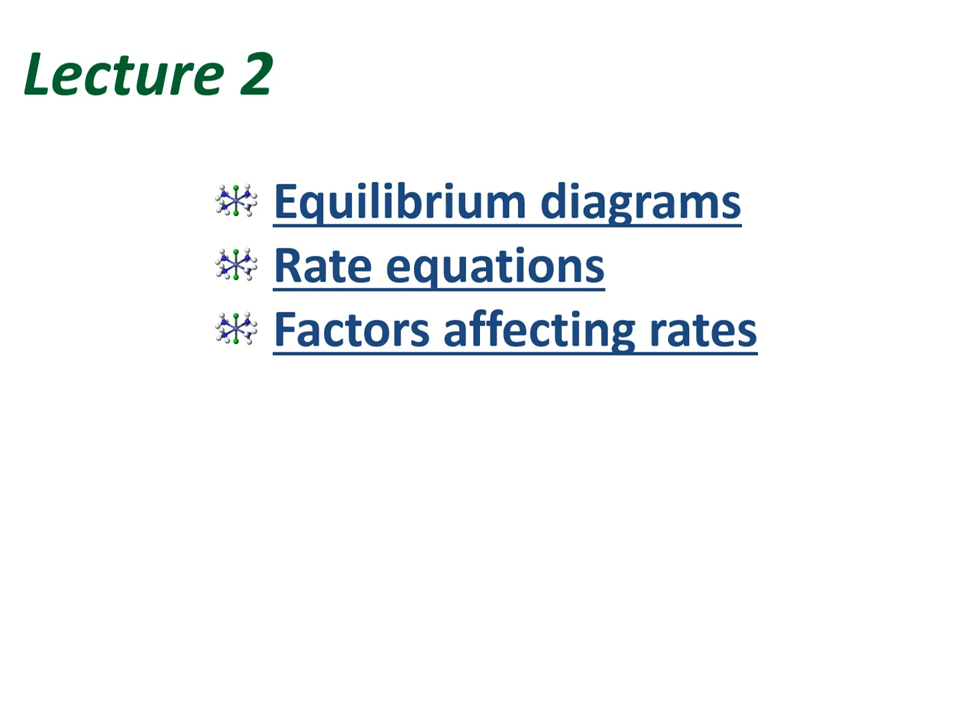 Lecture 2
Equilibrium diagrams
Rate equations
Factors affecting rates